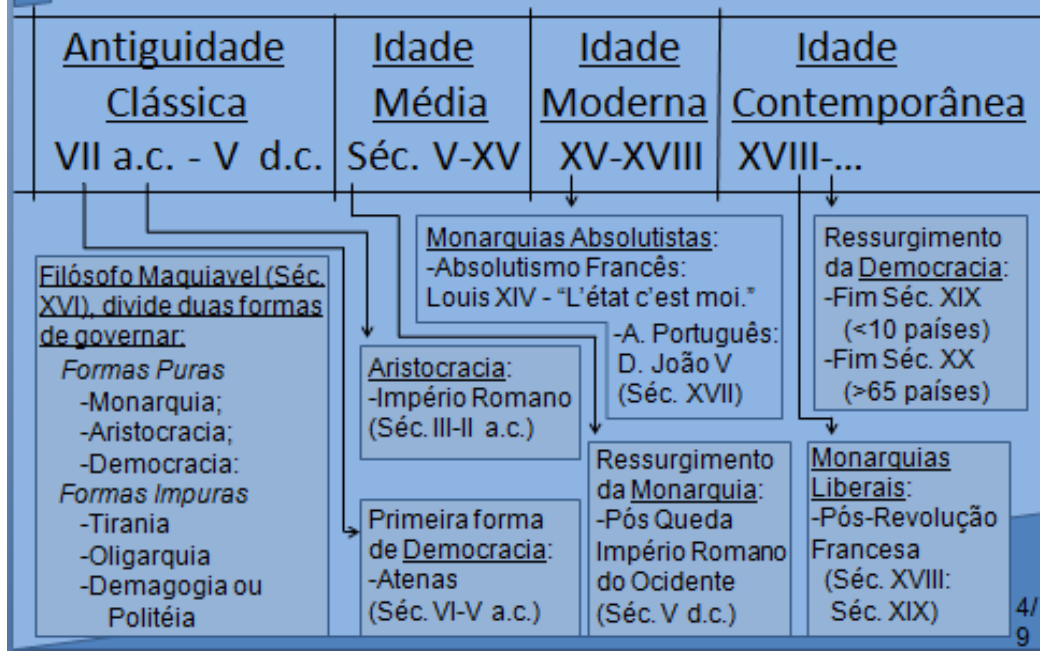 Antiguidade
Clássica
VII a.c. - V d.c.
Idade
Média
Séc. V-XV
Idade
Moderna
XV-XVIII
Idade
Contemporânea
XVIII-...
Filósofo Maquiavel (Séc.
XVI), divide duas formas
de governar:
Formas Puras
-Monarquia;
-Aristocracia;
-Democracia:
Formas Impuras
-Tirania
-Oligarquia
-Demagogia ou
Politéia
Aristocracia:
-Império Romano
(Séc. III-II a.c.)
Primeira forma
de Democracia:
-Atenas
(Séc. VI-V a.c.)
Monarquias Absolutistas:
-Absolutismo Francês:
Louis XIV - “L’état c’est moi.”
-A. Português:
D. João V
(Séc. XVII)
Ressurgimento
da Monarquia:
-Pós Queda
Império Romano
do Ocidente
(Séc. V d.c.)
Ressurgimento
da Democracia:
-Fim Séc. XIX
(<10 países)
-Fim Séc. XX
(>65 países)
Monarquias
Liberais:
-Pós-Revolução
Francesa
(Séc. XVIII:
Séc. XIX)
4/
9